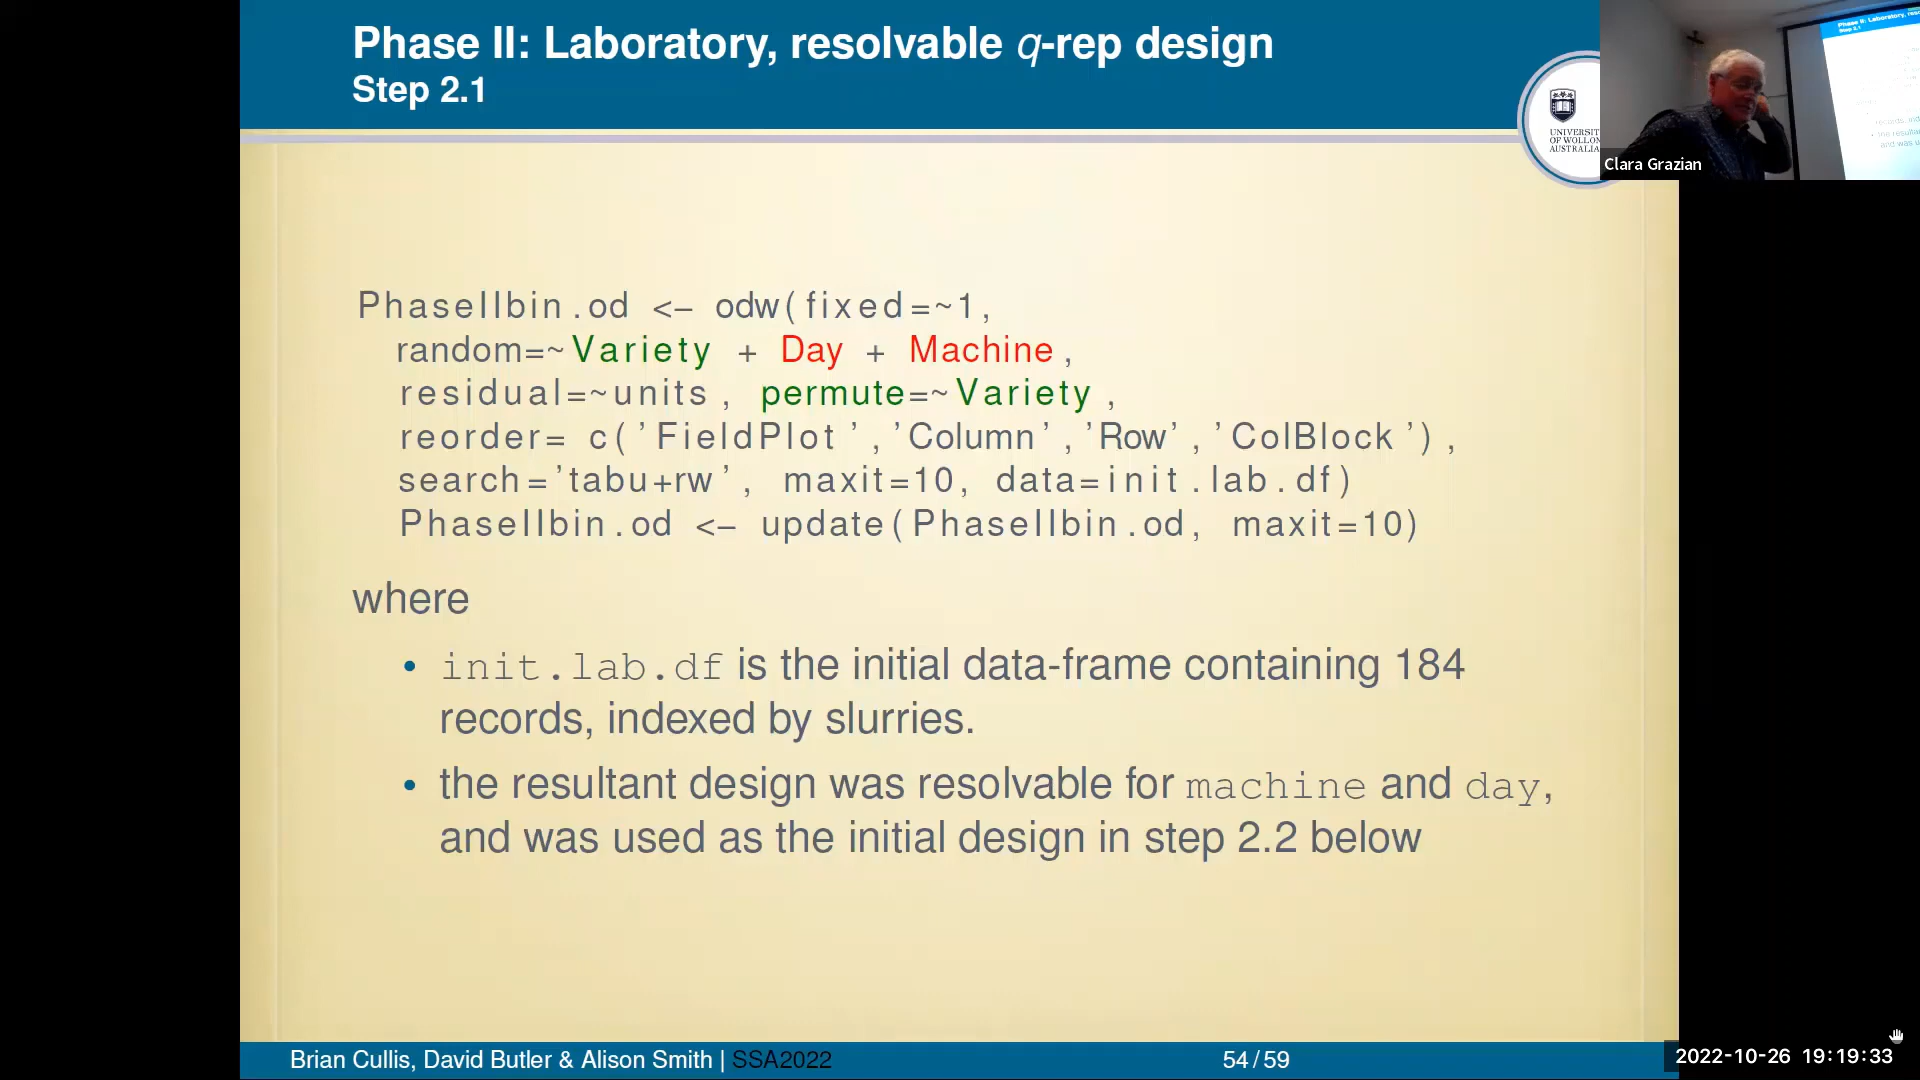 Phase II: Laboratory, resolvable q-rep design
Step 2.1
UNIVERSITY
OF WOLLON
AUSTRALIA
Clara Grazian
PhaseIIbin.od <- odw(fixed=~1,
random=~Variety + Day + Machine,
residual=~units, permute=~Variety,
reorder= c('FieldPlot','Column','Row','ColBlock'),
search='tabu+rw', maxit=10, data=init.lab.df)
PhaseIIbin.od <- update(PhaseIIbin.od, maxit=10)
where
• init.lab.df is the initial data-frame containing 184
records, indexed by slurries.
• the resultant design was resolvable for machine and day,
and was used as the initial design in step 2.2 below
Brian Cullis, David Butler & Alison Smith | SSA2022
54/59
2022-10-26 19:19:33